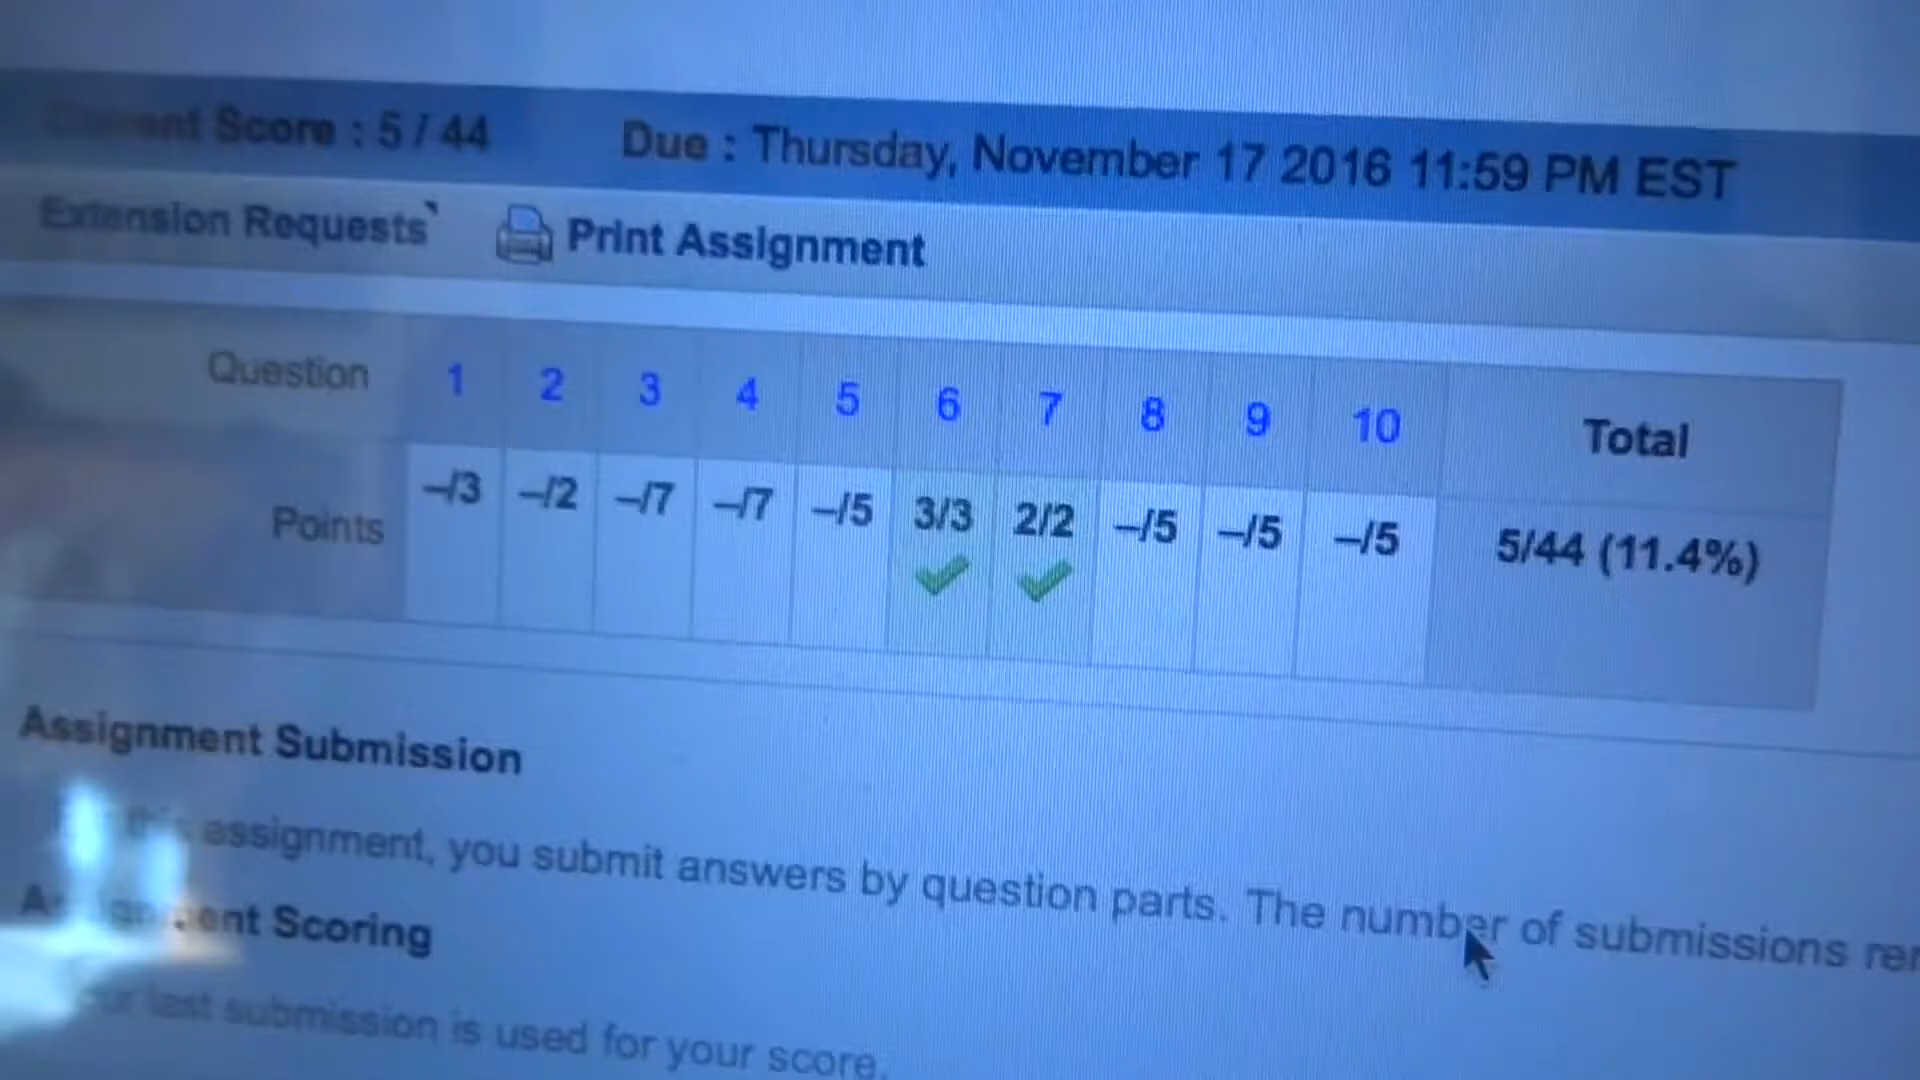 Current Score : 5 / 44 Due : Thursday, November 17 2016 11:59 PM EST
Extension Requests Print Assignment
Question 1 2 3 4 5 6 7 8 9 10 Total
Points –/3 –/2 –/7 –/7 –/5 3/3 2/2 –/5 –/5 –/5 5/44 (11.4%)
Assignment Submission
this assignment, you submit answers by question parts. The number of submissions
Assignment Scoring
last submission is used for your score.